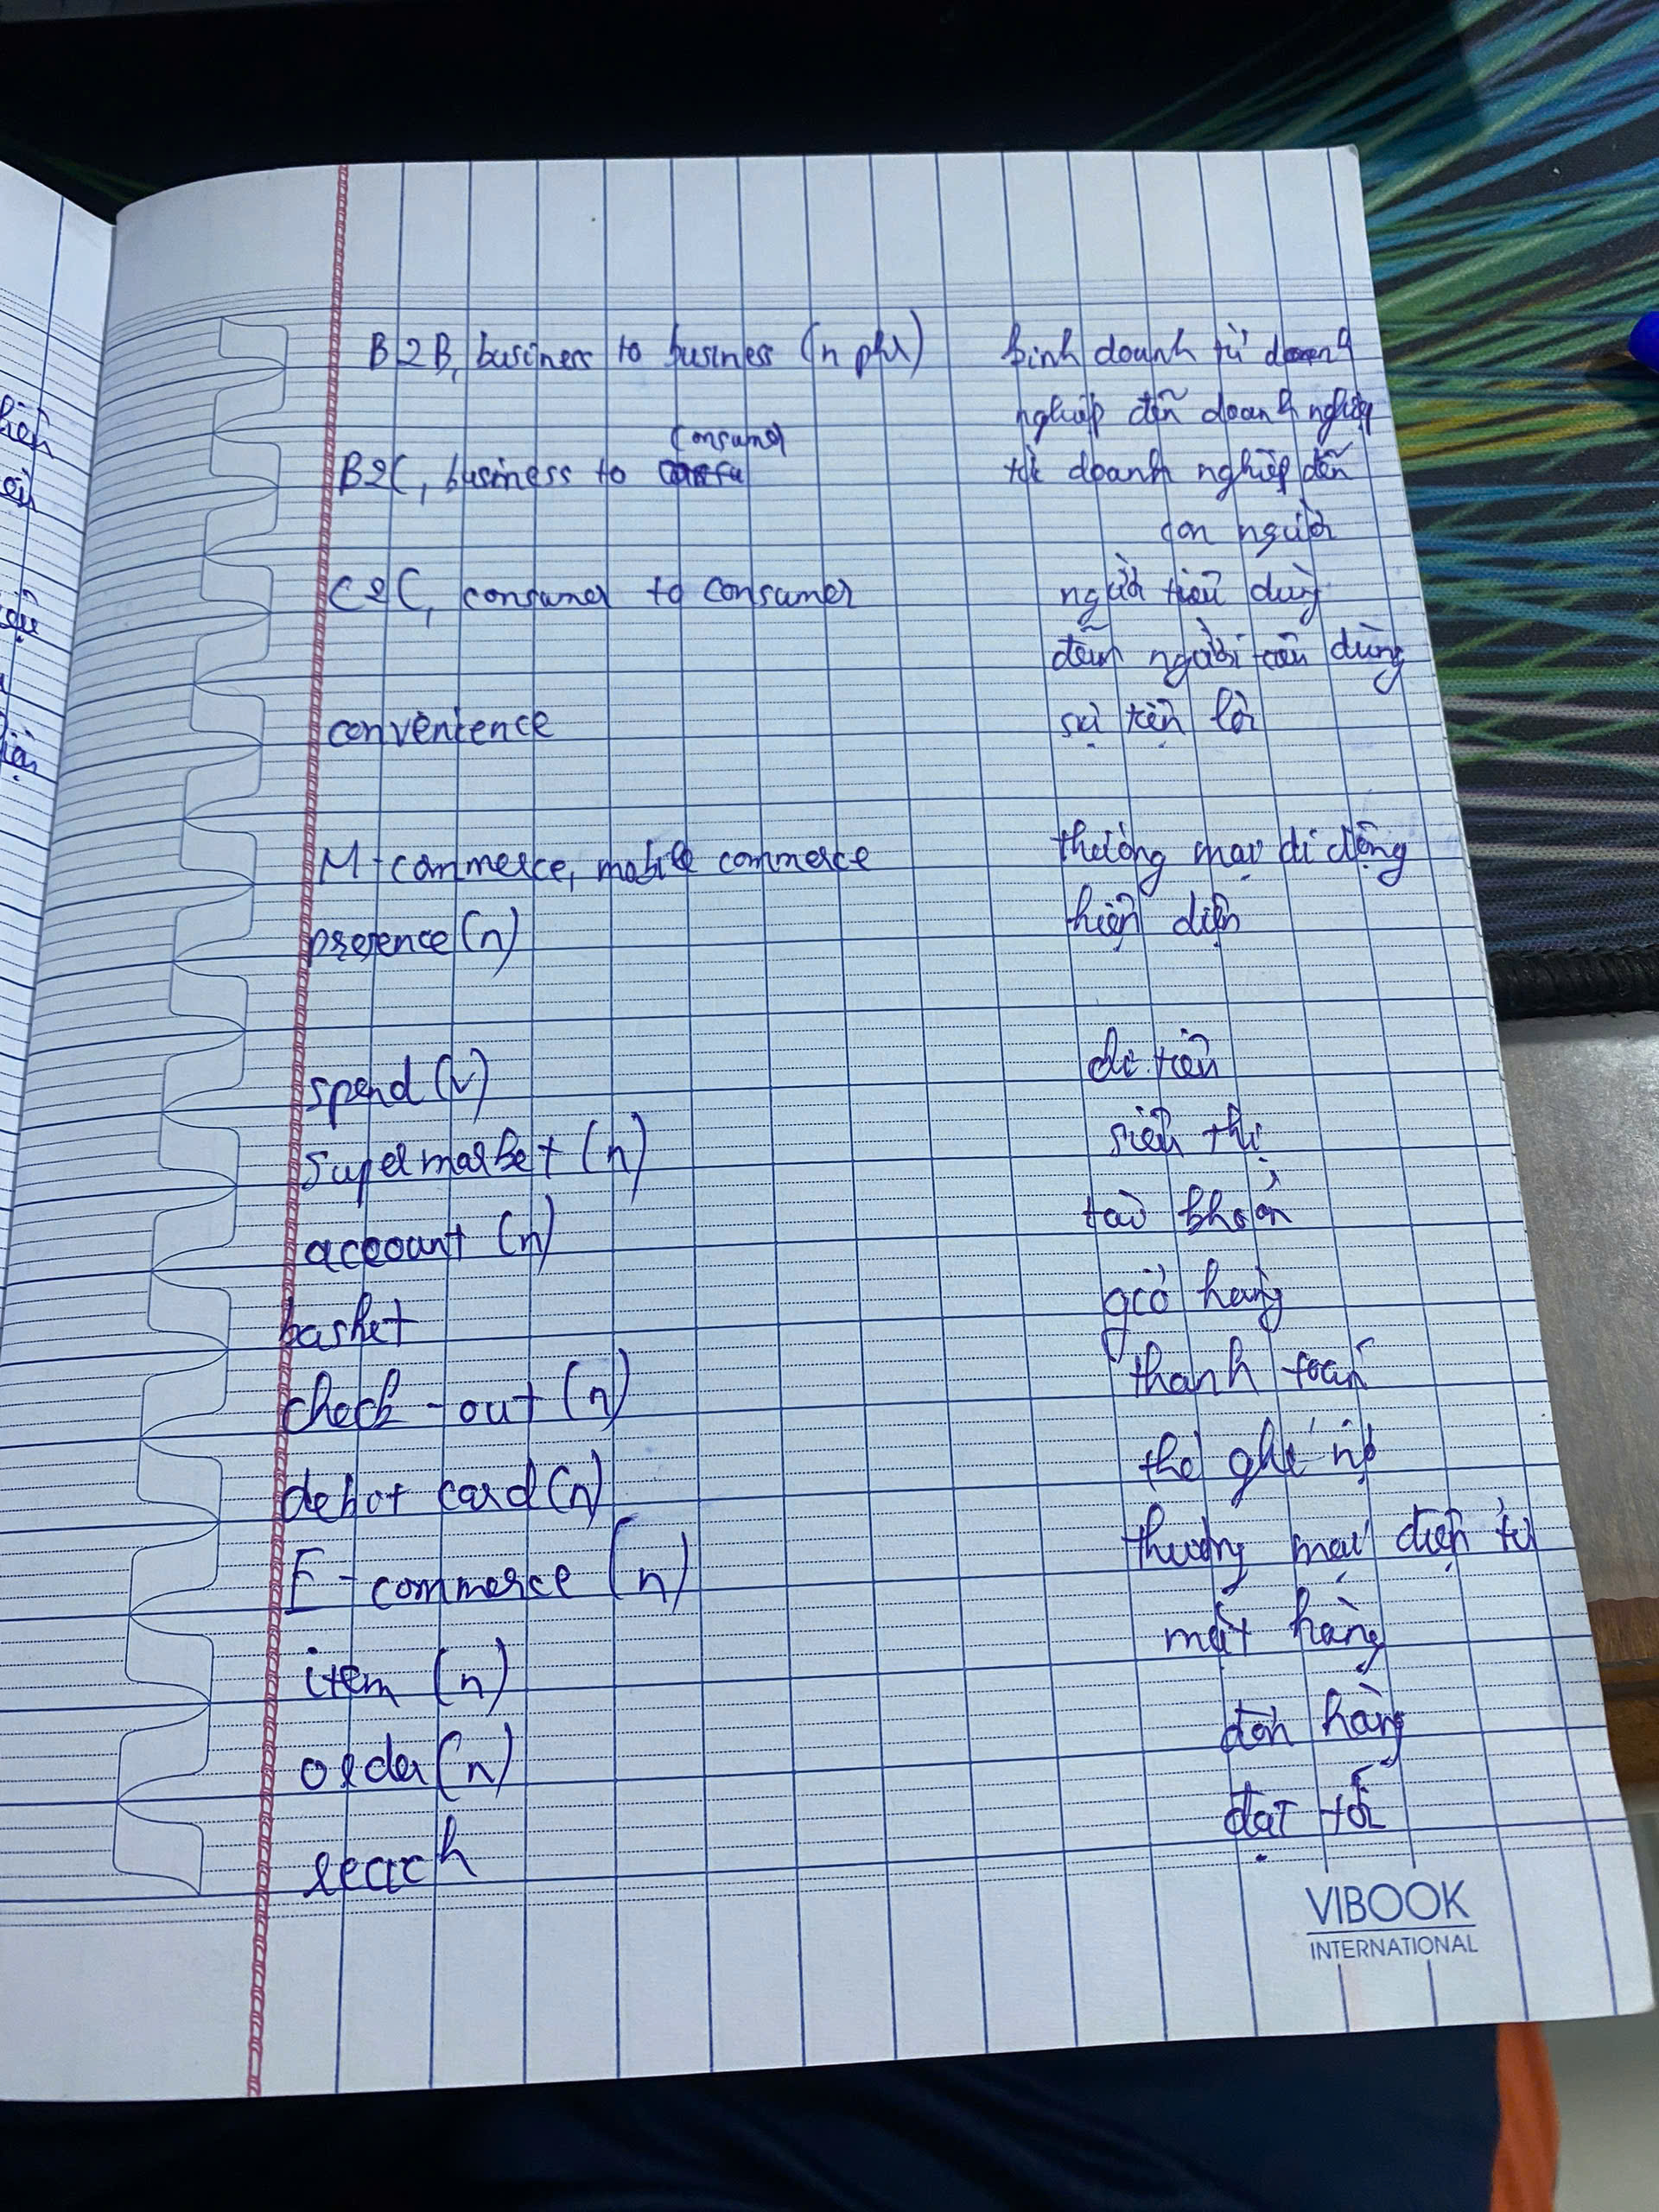 B2B, business to business (n phr) kinh doanh từ doanh
nghiệp đến doanh nghiệp
consumer
B2C, business to từ doanh nghiệp đến
con người
C2C, consumer to consumer người tiêu dùng
đến người tiêu dùng
convenience sự tiện lợi
M-commerce, mobile commerce thương mại di động
presence (n) hiện diện
spend (v)
supermarket (n) siêu thị
account (n) tài khoản
basket giỏ hàng
check-out (n) thanh toán
debit card (n) thẻ ghi nợ
E-commerce (n) thương mại điện tử
item (n) mặt hàng
order (n) đơn hàng
reach đạt tới
VIBOOK
INTERNATIONAL